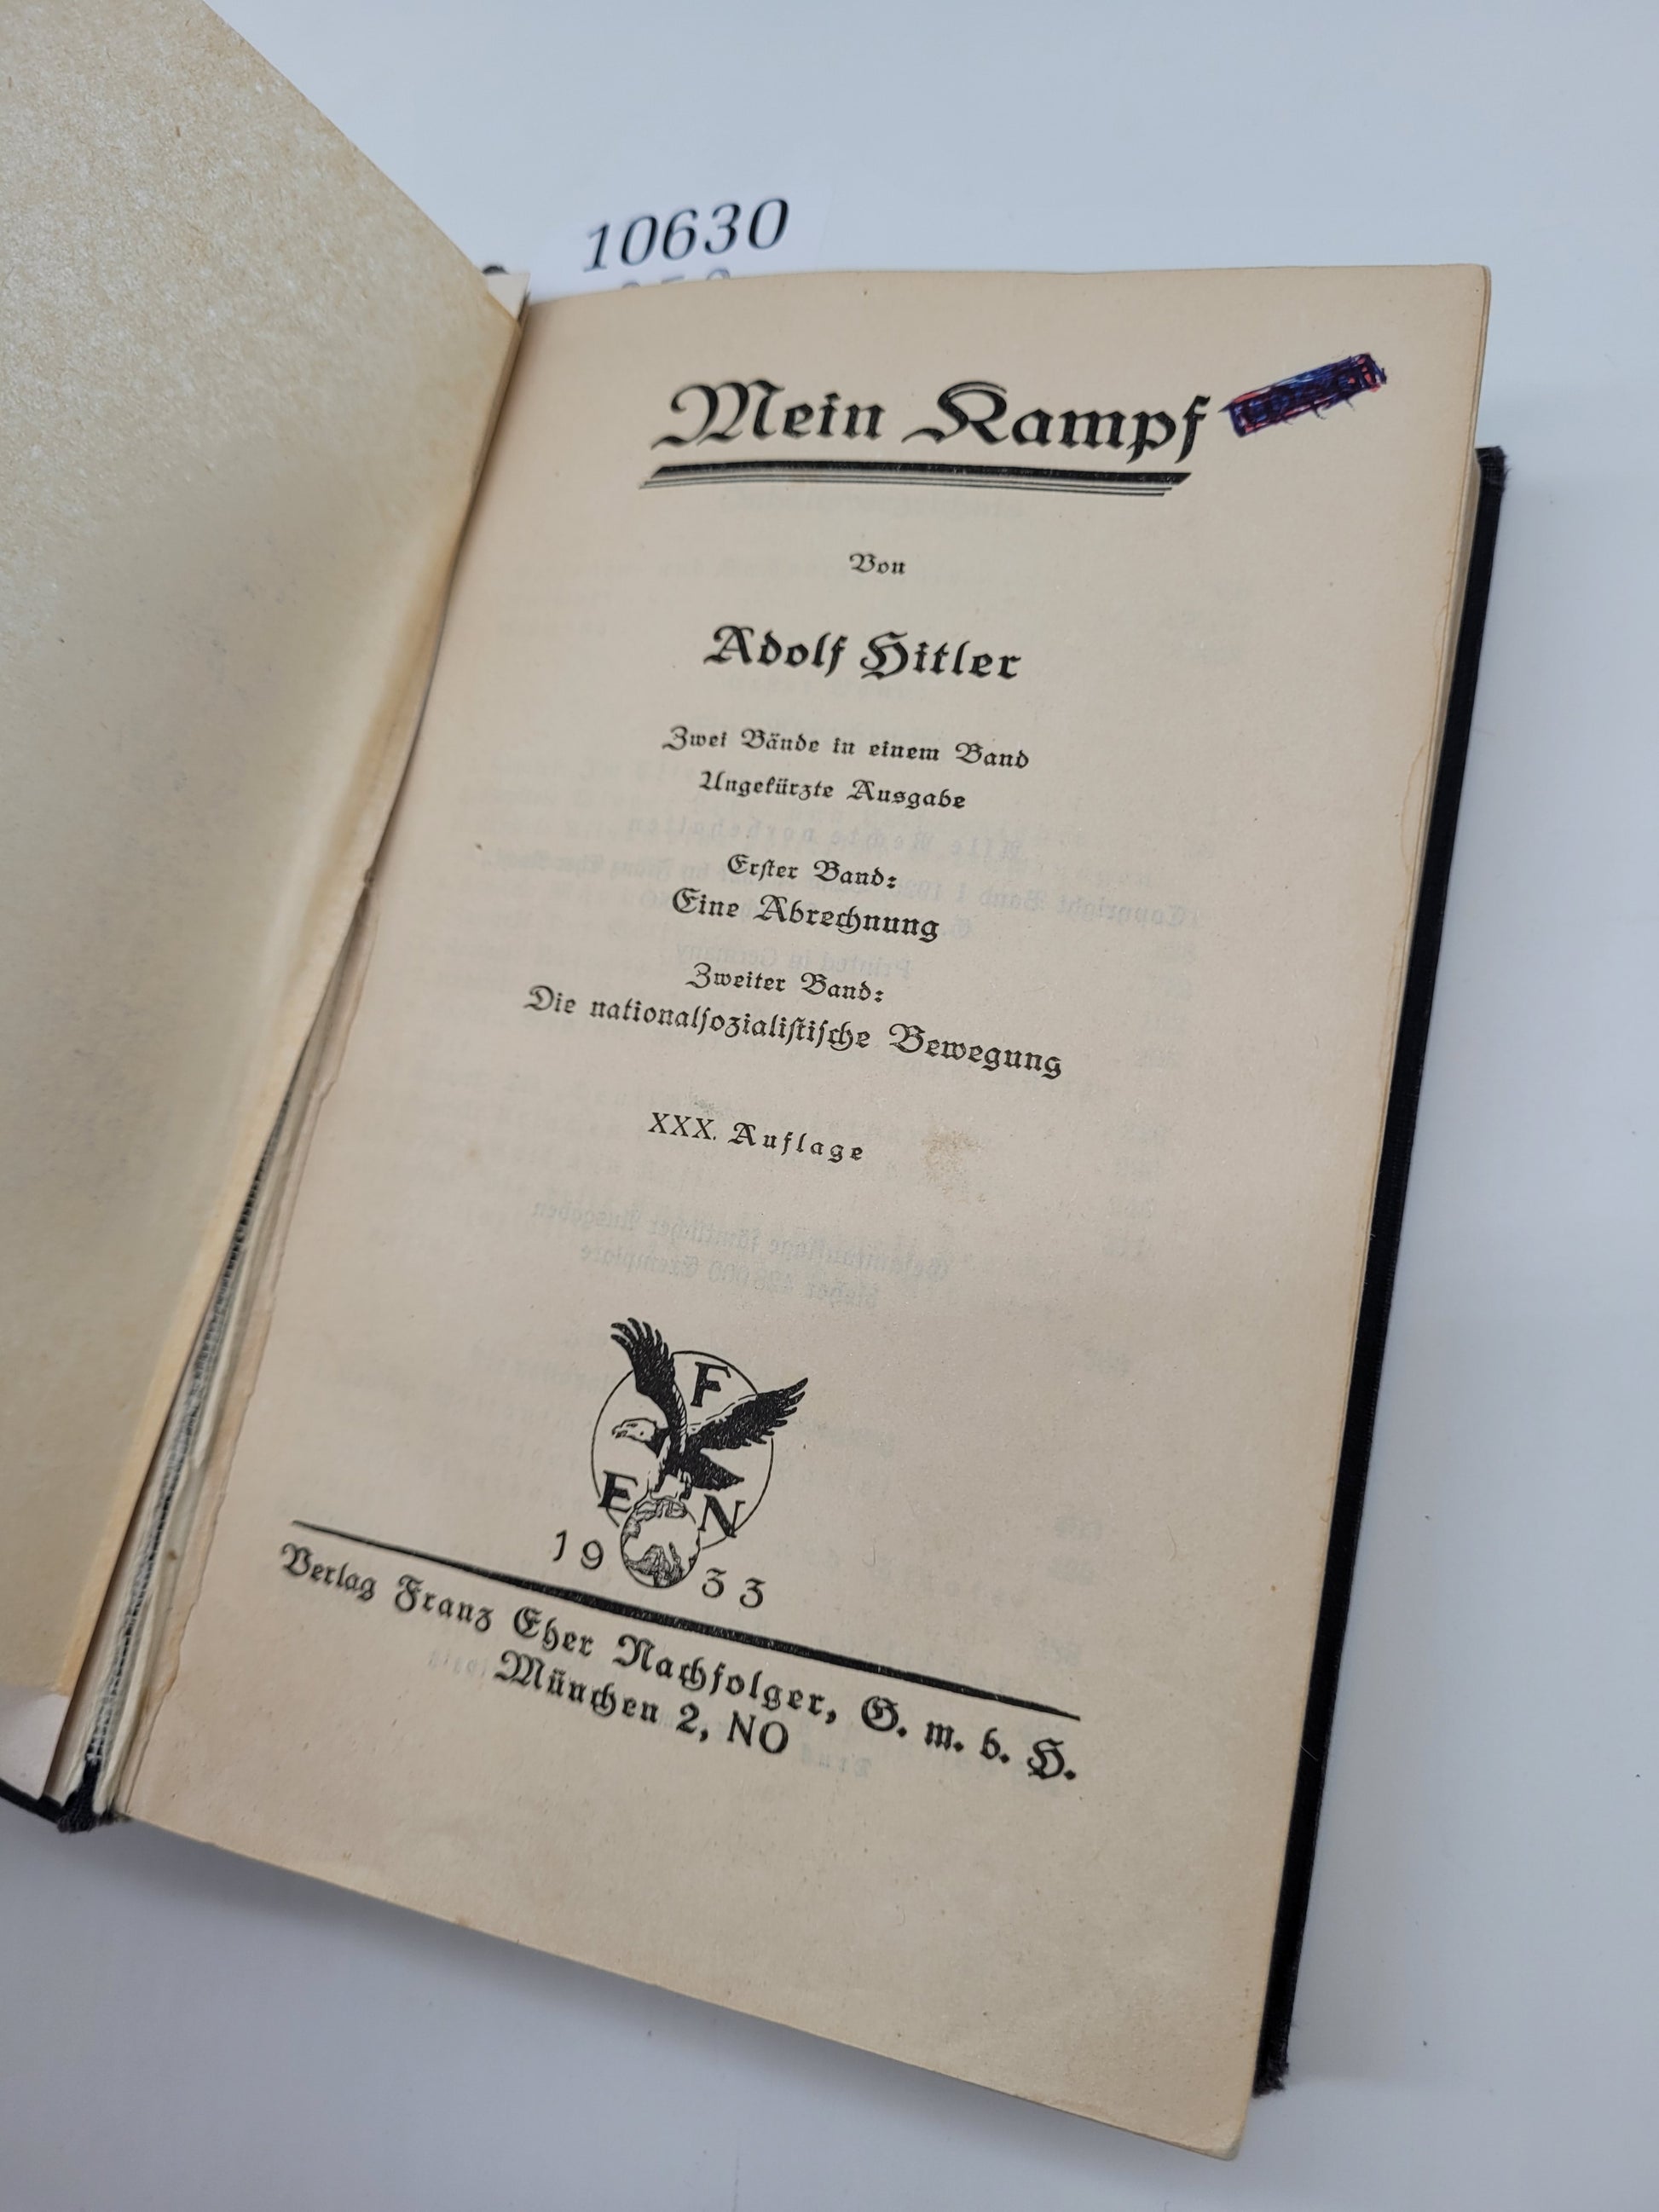 10630
Mein Kampf
Von
Adolf Hitler
Zwei Bände in einem Band
Ungekürzte Ausgabe
Erster Band:
Eine Abrechnung
Zweiter Band:
Die nationalsozialistische Bewegung
XXX. Auflage
F
E N
19 33
Verlag Franz Eher Nachfolger, G. m. b. H.
München 2, NO